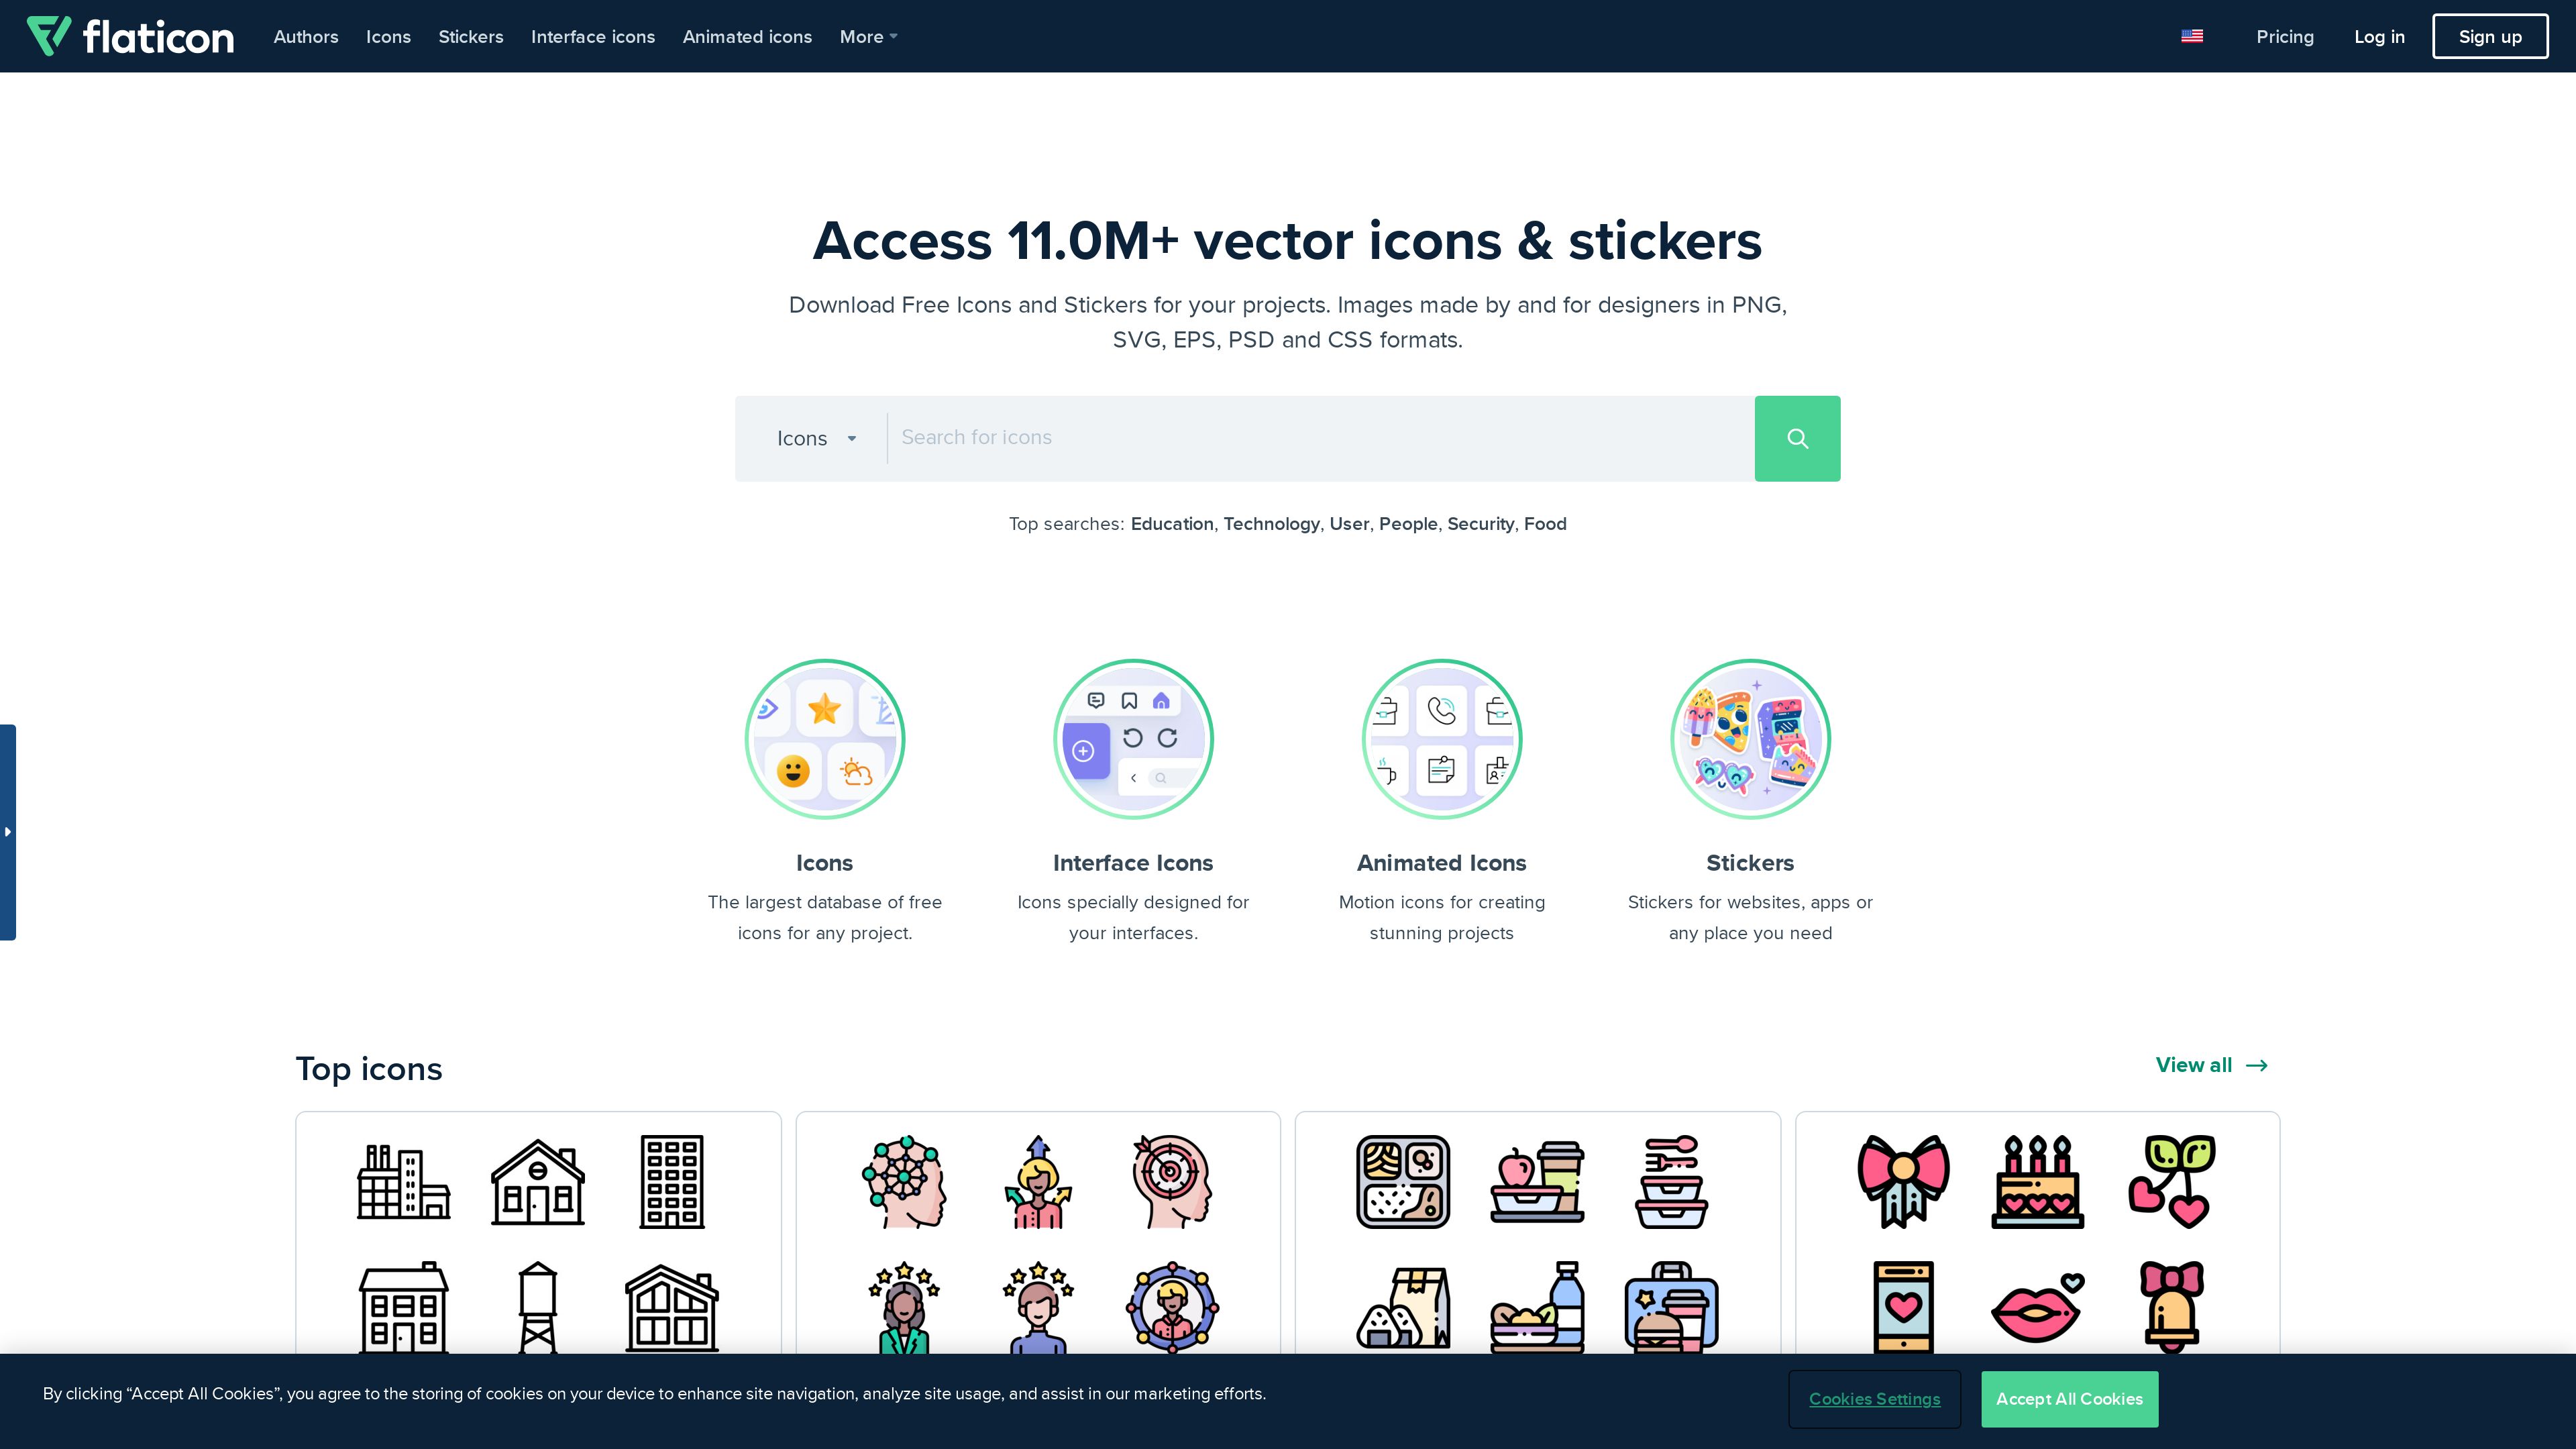 flaticon Authors Icons Stickers Interface icons Animated icons More Pricing Log in Sign up
Access 11.0M+ vector icons & stickers
Download Free Icons and Stickers for your projects. Images made by and for designers in PNG,
SVG, EPS, PSD and CSS formats.
Icons Search for icons
Top searches: Education, Technology, User, People, Security, Food
Icons
The largest database of free
icons for any project.
Interface Icons
Icons specially designed for
your interfaces.
Animated Icons
Motion icons for creating
stunning projects
Stickers
Stickers for websites, apps or
any place you need
Top icons
View all
By clicking “Accept All Cookies”, you agree to the storing of cookies on your device to enhance site navigation, analyze site usage, and assist in our marketing efforts.
Cookies Settings
Accept All Cookies